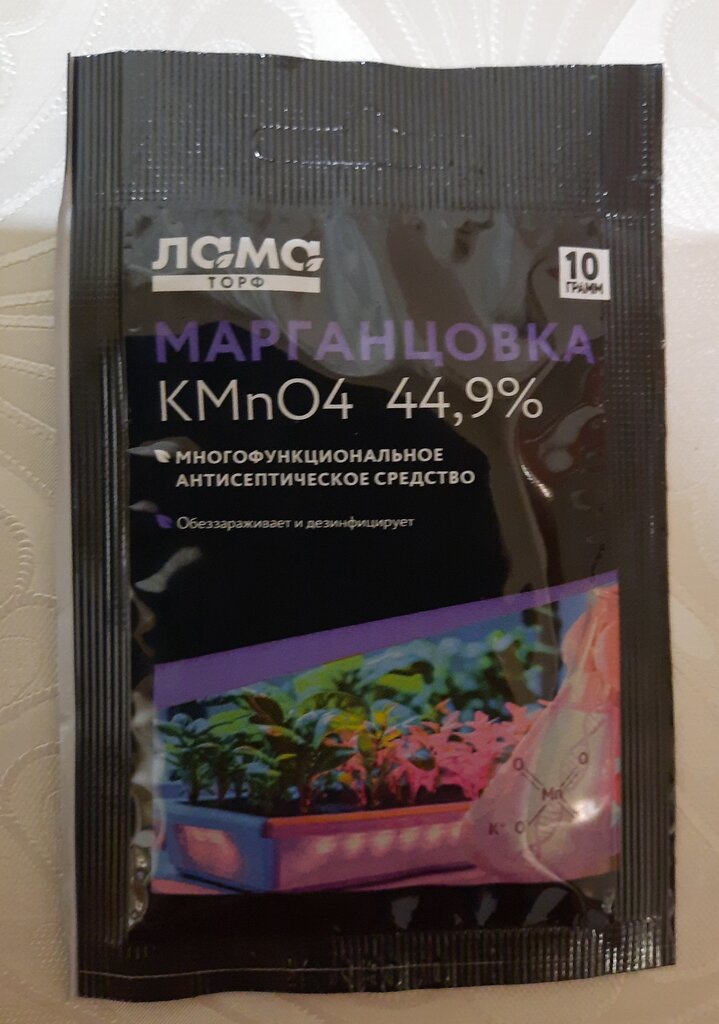 ЛАМА
ТОРФ
10
ГРАММ
МАРГАНЦОВКА
KMnO4 44,9%
МНОГОФУНКЦИОНАЛЬНОЕ
АНТИСЕПТИЧЕСКОЕ СРЕДСТВО
Обеззараживает и дезинфицирует
O
O
Mn
K+ O